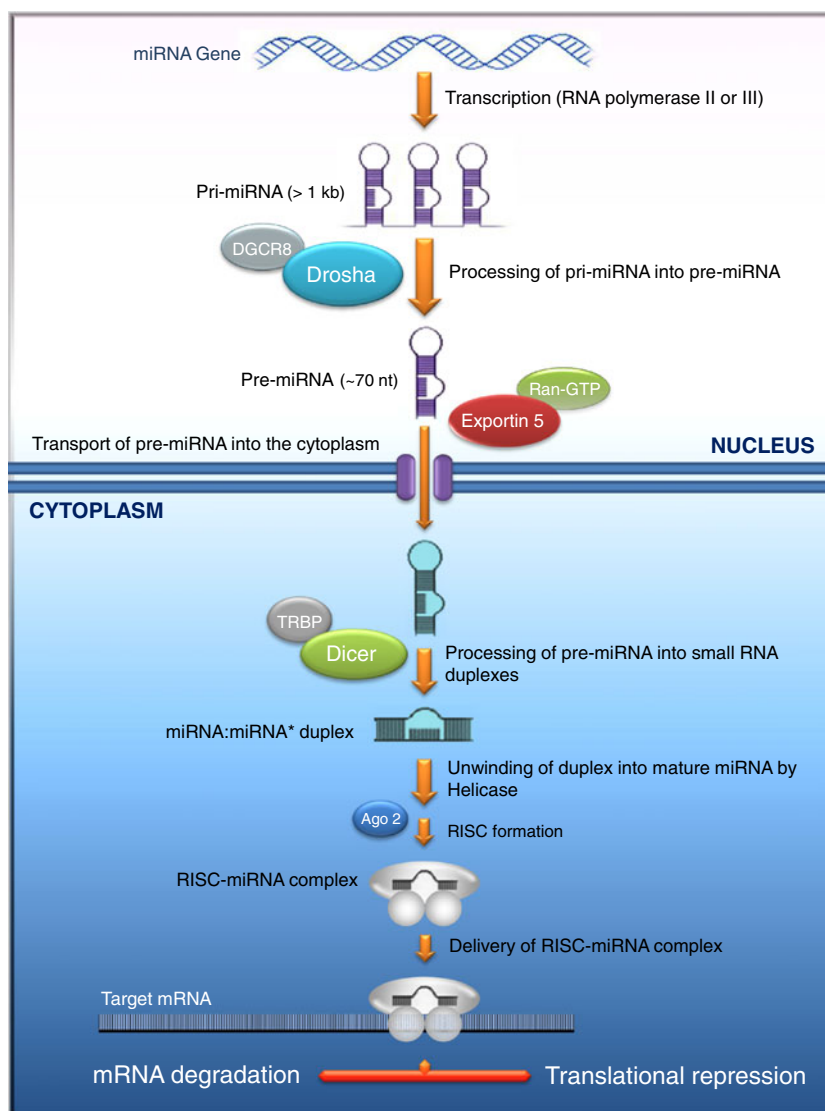 miRNA Gene
Transcription (RNA polymerase II or III)
Pri-miRNA (> 1 kb)
DGCR8
Drosha
Processing of pri-miRNA into pre-miRNA
Pre-miRNA (~70 nt)
Ran-GTP
Exportin 5
Transport of pre-miRNA into the cytoplasm
NUCLEUS
CYTOPLASM
TRBP
Dicer
Processing of pre-miRNA into small RNA
duplexes
miRNA:miRNA* duplex
Unwinding of duplex into mature miRNA by
Helicase
Ago 2
RISC formation
RISC-miRNA complex
Delivery of RISC-miRNA complex
Target mRNA
mRNA degradation
Translational repression